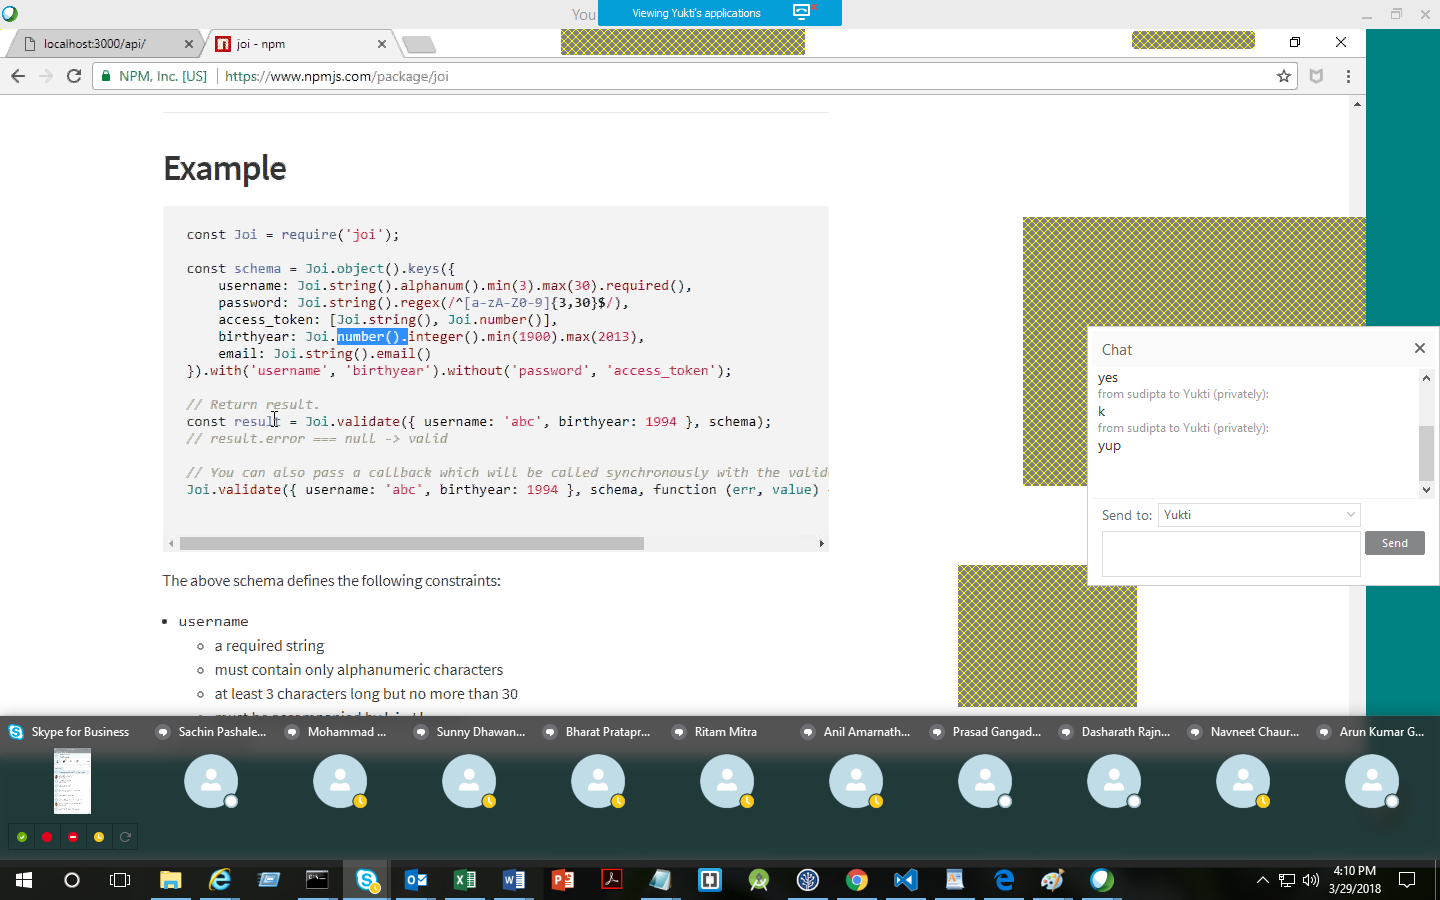 You
Viewing Yukti's applications
localhost:3000/api/
joi - npm
NPM, Inc. [US]
https://www.npmjs.com/package/joi
Example
const Joi = require('joi');
const schema = Joi.object().keys({
username: Joi.string().alphanum().min(3).max(30).required(),
password: Joi.string().regex(/^[a-zA-Z0-9]{3,30}$/),
access_token: [Joi.string(), Joi.number()],
birthyear: Joi.number().integer().min(1900).max(2013),
email: Joi.string().email()
}).with('username', 'birthyear').without('password', 'access_token');
// Return result.
const result = Joi.validate({ username: 'abc', birthyear: 1994 }, schema);
// result.error === null -> valid
// You can also pass a callback which will be called synchronously with the valid
Joi.validate({ username: 'abc', birthyear: 1994 }, schema, function (err, value)
The above schema defines the following constraints:
username
a required string
must contain only alphanumeric characters
at least 3 characters long but no more than 30
Chat
yes
from sudipta to Yukti (privately):
k
from sudipta to Yukti (privately):
yup
Send to:
Yukti
Send
Skype for Business
Sachin Pashale...
Mohammad ...
Sunny Dhawan...
Bharat Pratapr...
Ritam Mitra
Anil Amarnath...
Prasad Gangad...
Dasharath Rajn...
Navneet Chaur...
Arun Kumar G...
4:10 PM
3/29/2018